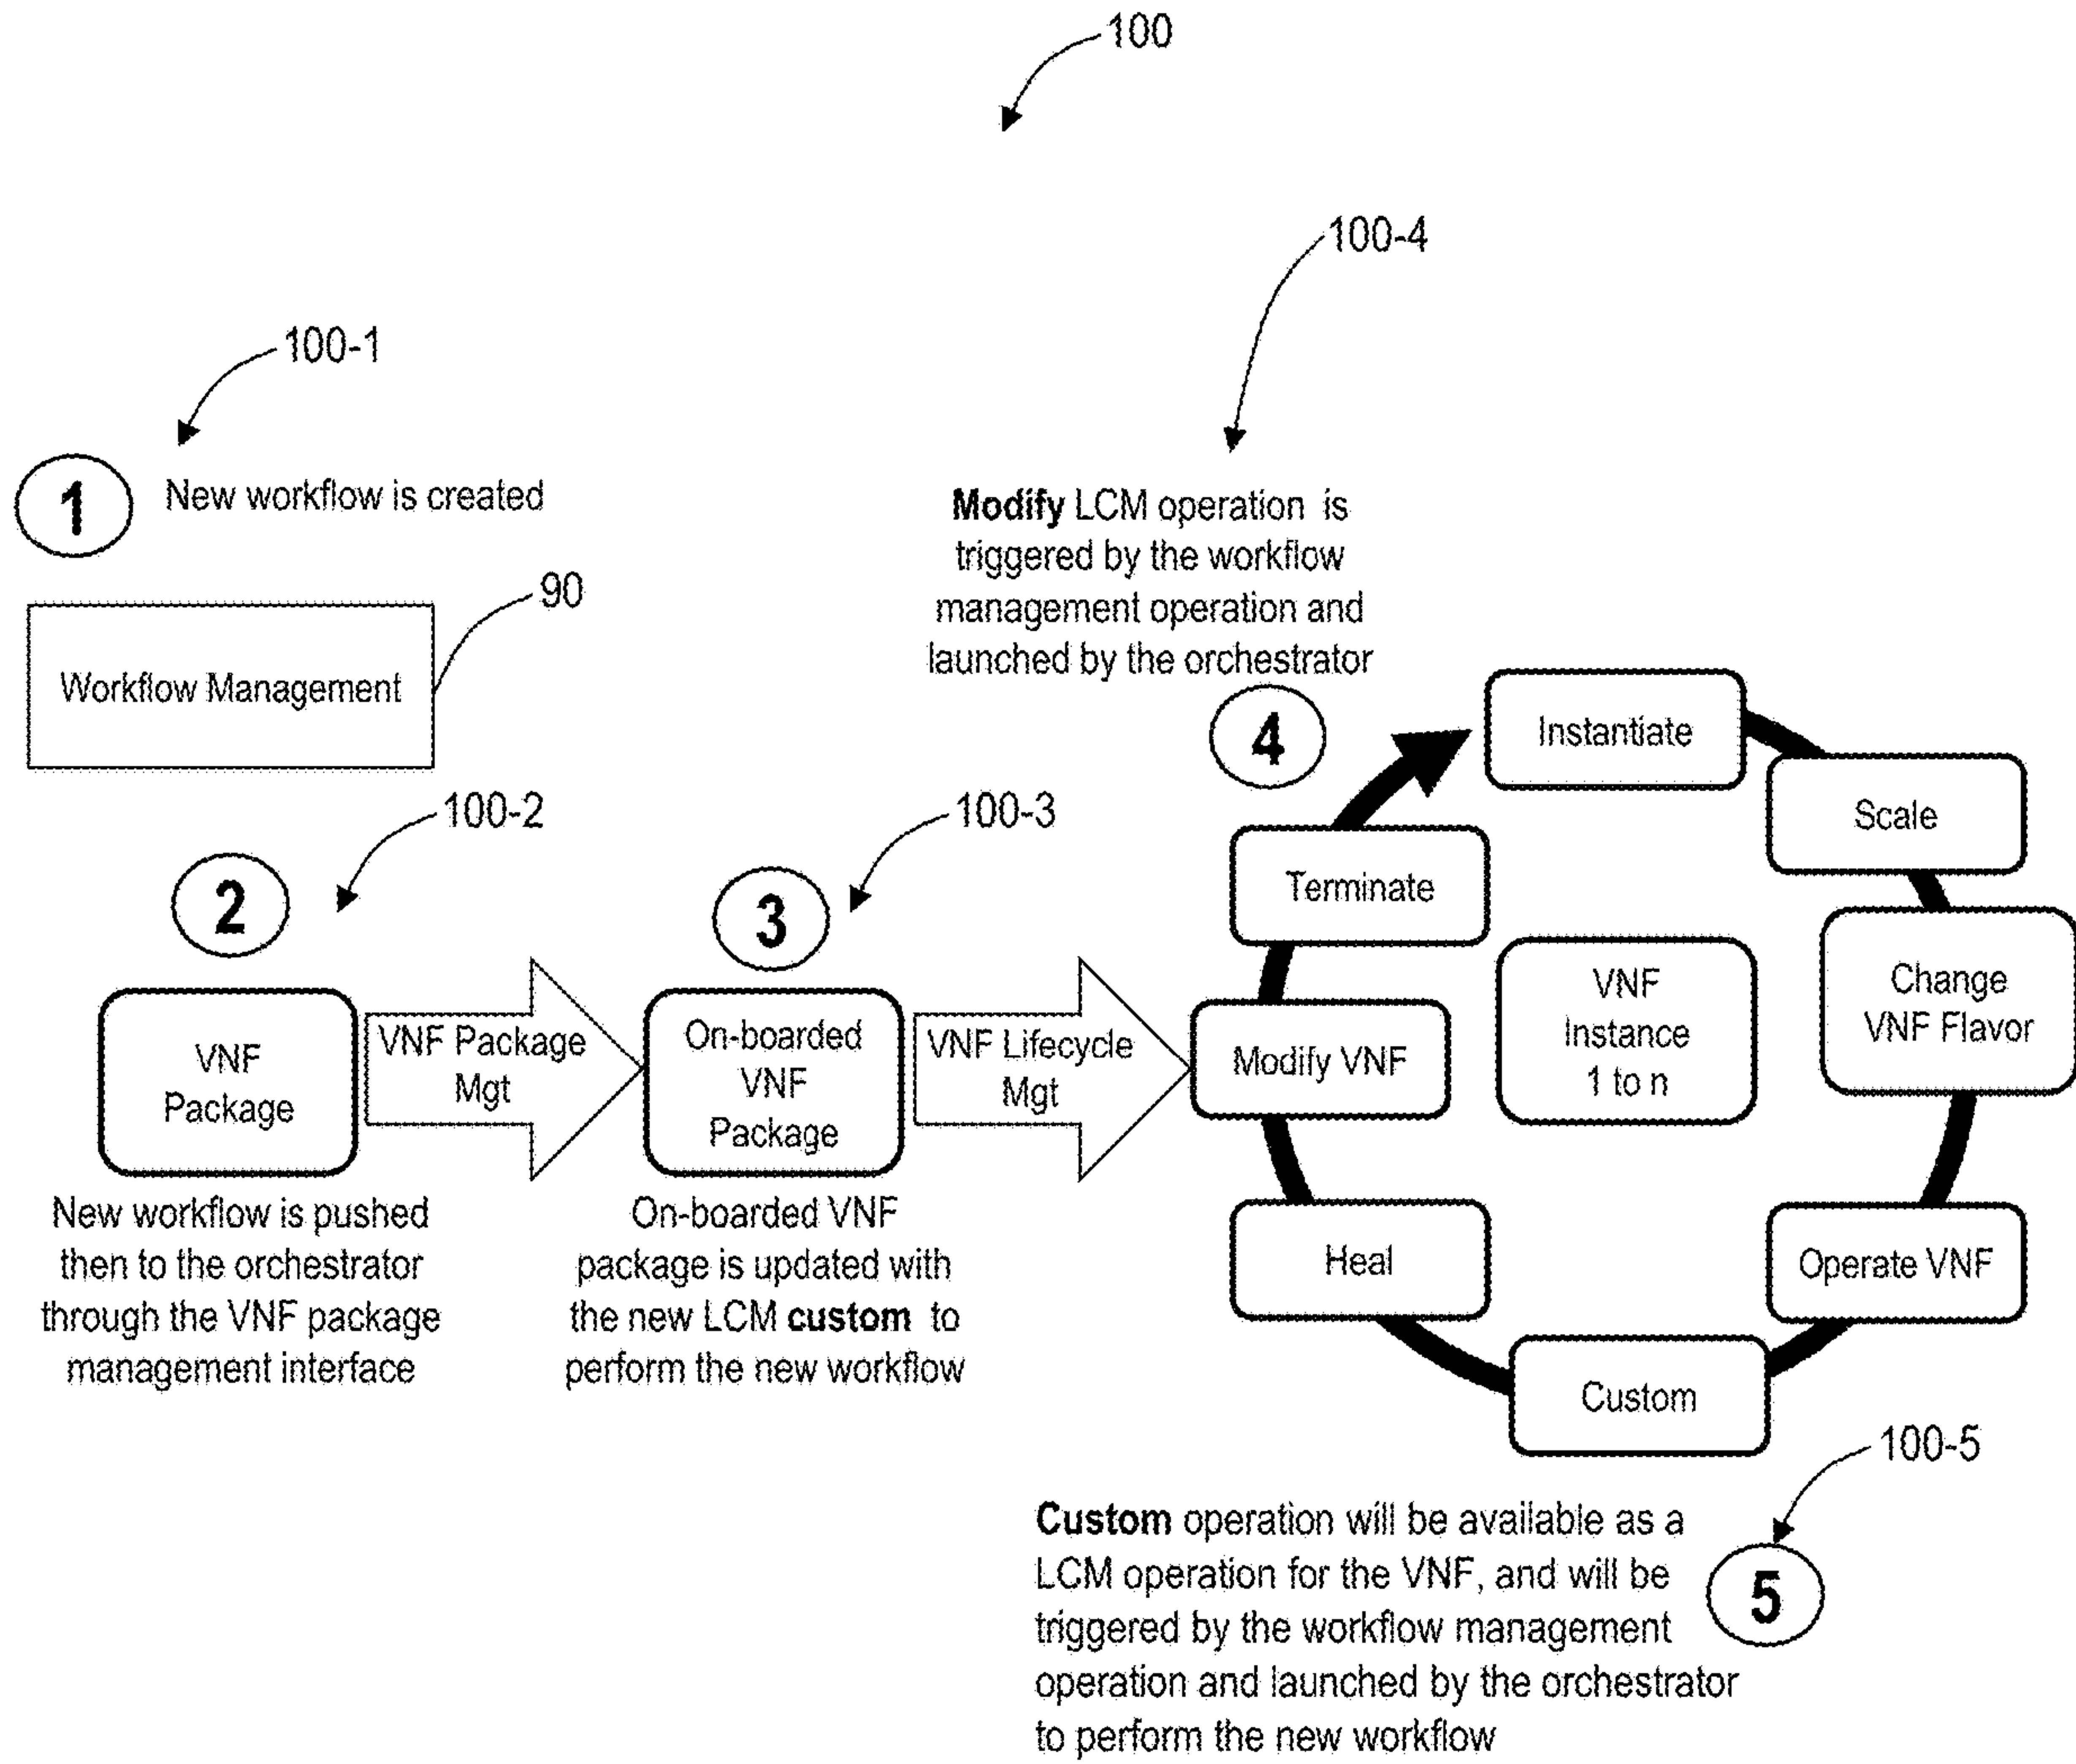 100
100-4
100-1
1
New workflow is created
Modify LCM operation is
triggered by the workflow
management operation and
launched by the orchestrator
90
Workflow Management
4
Instantiate
Scale
100-2
100-3
2
3
Terminate
VNF
Package
VNF Package
Mgt
On-boarded
VNF
Package
VNF Lifecycle
Mgt
Modify VNF
VNF
Instance
1 to n
Change
VNF Flavor
New workflow is pushed
then to the orchestrator
through the VNF package
management interface
On-boarded VNF
package is updated with
the new LCM custom to
perform the new workflow
Heal
Operate VNF
Custom
100-5
Custom operation will be available as a
LCM operation for the VNF, and will be
triggered by the workflow management
operation and launched by the orchestrator
to perform the new workflow
5